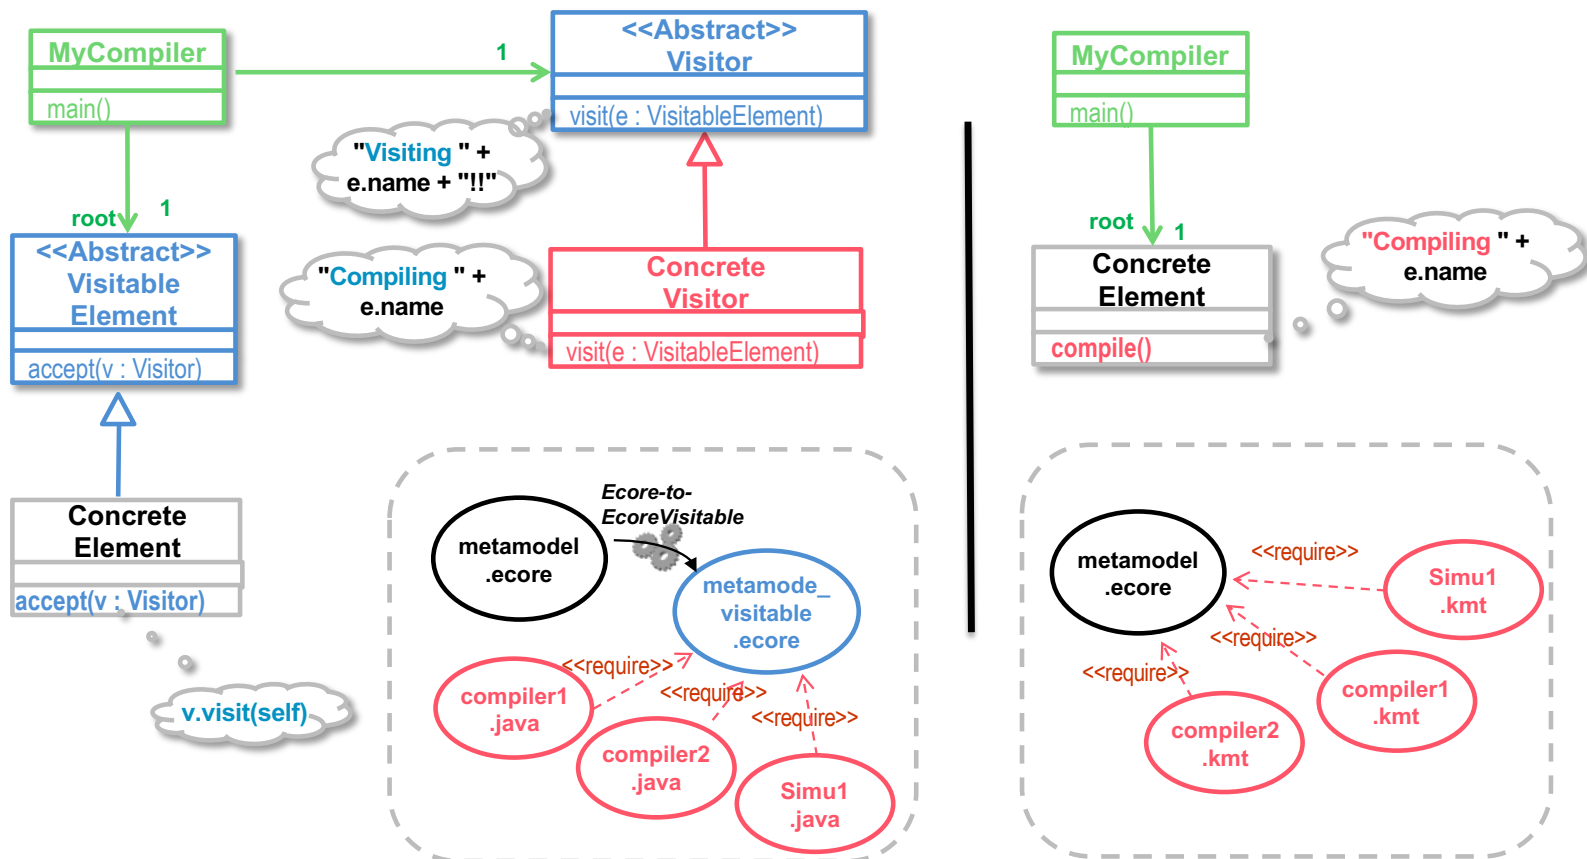 MyCompiler
main()
1
<<Abstract>>
Visitor
visit(e : VisitableElement)
"Visiting " +
e.name + "!!"
root
1
<<Abstract>>
Visitable
Element
accept(v : Visitor)
"Compiling " +
e.name
Concrete
Visitor
visit(e : VisitableElement)
Concrete
Element
accept(v : Visitor)
v.visit(self)
Ecore-to-
EcoreVisitable
metamodel
.ecore
metamode_
visitable
.ecore
<<require>>
<<require>>
<<require>>
compiler1
.java
compiler2
.java
Simu1
.java
MyCompiler
main()
root
1
Concrete
Element
compile()
"Compiling " +
e.name
metamodel
.ecore
<<require>>
<<require>>
<<require>>
Simu1
.kmt
compiler1
.kmt
compiler2
.kmt